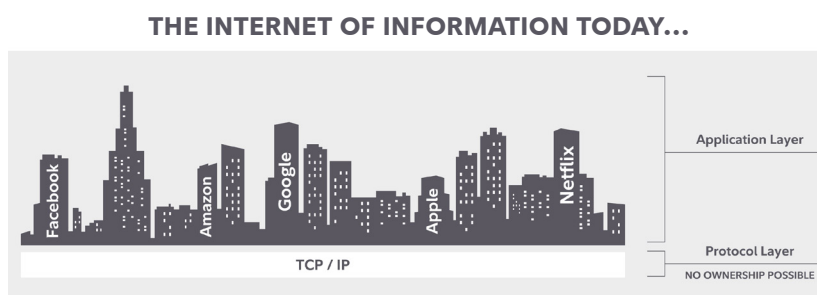 THE INTERNET OF INFORMATION TODAY...
Facebook
Amazon
Google
Apple
Netflix
Application Layer
TCP / IP
Protocol Layer
NO OWNERSHIP POSSIBLE